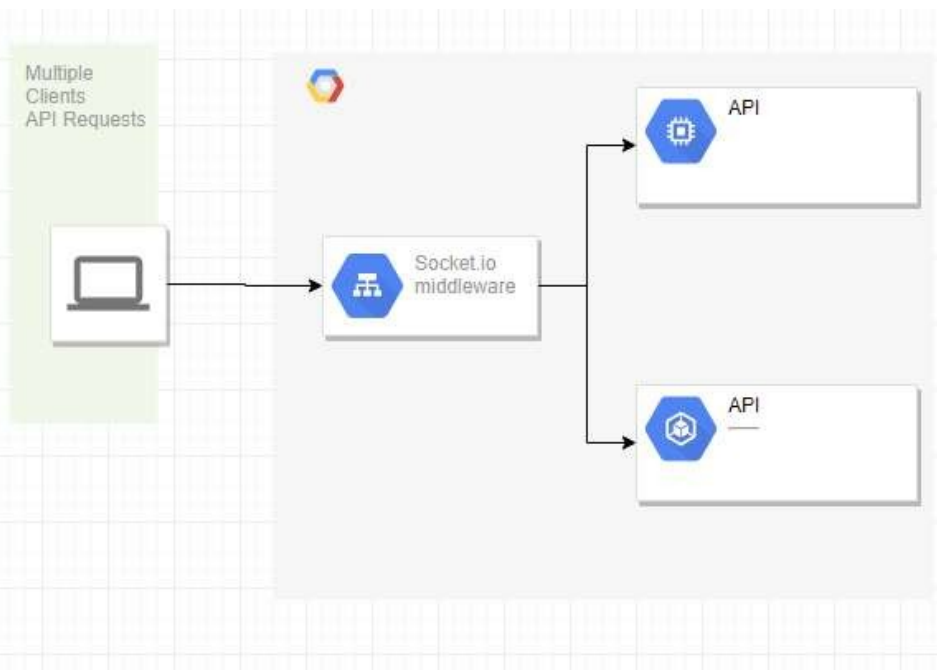 Multiple
Clients
API Requests
Socket.io
middleware
API
API